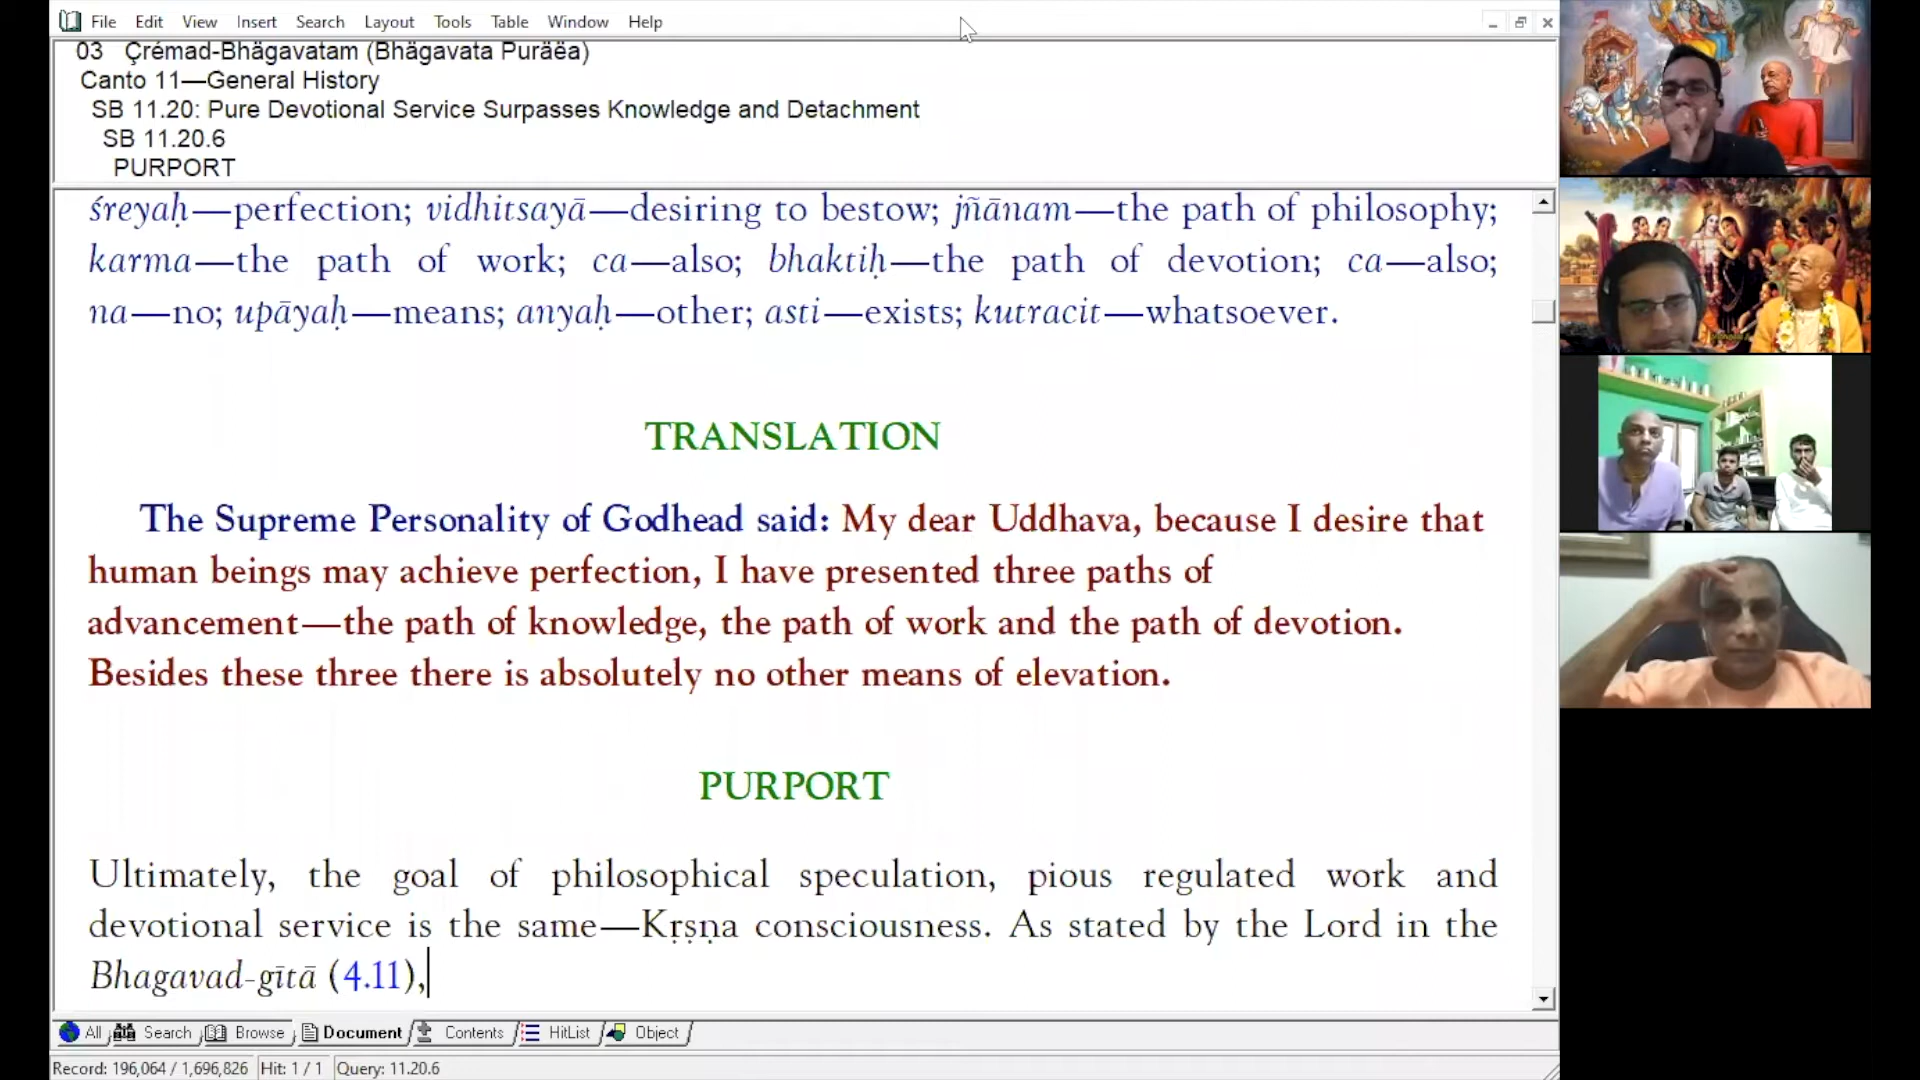 File Edit View Insert Search Layout Tools Table Window Help
03 Çrémad-Bhägavatam (Bhägavata Puräëa)
Canto 11—General History
SB 11.20: Pure Devotional Service Surpasses Knowledge and Detachment
SB 11.20.6
PURPORT
śreyaḥ—perfection; vidhitsayā—desiring to bestow; jñānam—the path of philosophy;
karma—the path of work; ca—also; bhaktiḥ—the path of devotion; ca—also;
na—no; upāyaḥ—means; anyaḥ—other; asti—exists; kutracit—whatsoever.
TRANSLATION
The Supreme Personality of Godhead said: My dear Uddhava, because I desire that
human beings may achieve perfection, I have presented three paths of
advancement—the path of knowledge, the path of work and the path of devotion.
Besides these three there is absolutely no other means of elevation.
PURPORT
Ultimately, the goal of philosophical speculation, pious regulated work and
devotional service is the same—Kṛṣṇa consciousness. As stated by the Lord in the
Bhagavad-gītā (4.11),
All Search Browse Document Contents HitList Object
Record: 196,064 / 1,696,826 Hit: 1 / 1 Query: 11.20.6